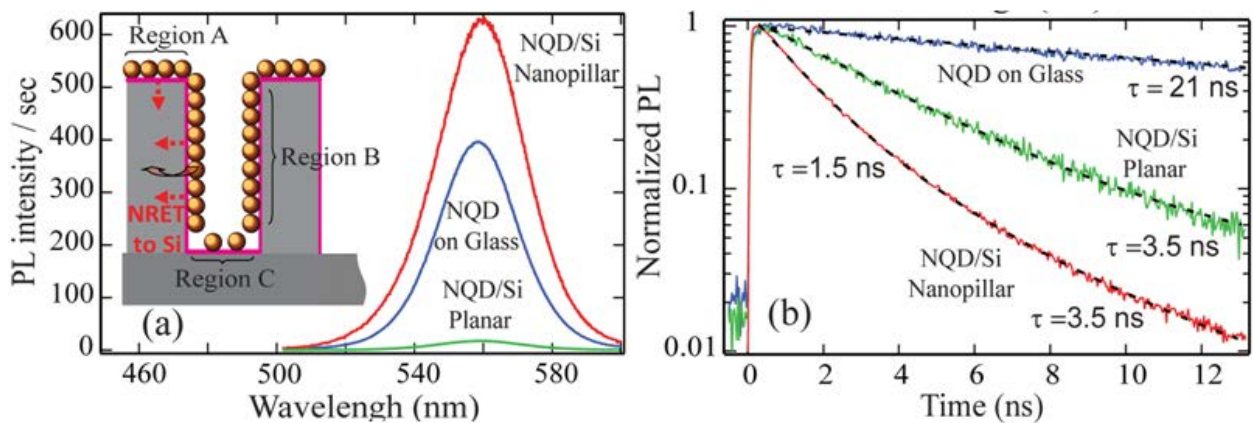 Region A
Region B
NRET
to Si
Region C
(a)
NQD/Si
Nanopillar
NQD
on Glass
NQD/Si
Planar
PL intensity / sec
600
500
400
300
200
100
0
460
500
540
580
Wavelengh (nm)
1
0.1
0.01
Normalized PL
NQD on Glass
τ = 21 ns
NQD/Si
Planar
τ = 1.5 ns
τ = 3.5 ns
NQD/Si
Nanopillar
τ = 3.5 ns
(b)
0
2
4
6
8
10
12
Time (ns)